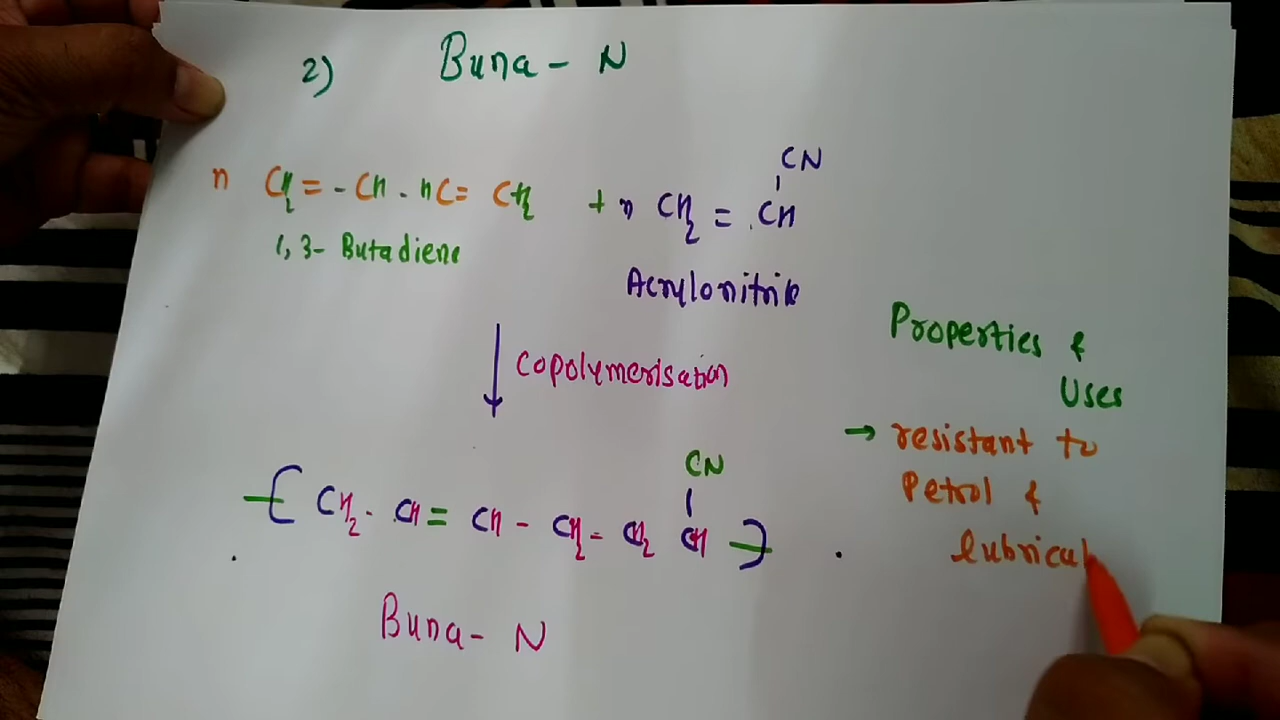 2) Buna - N
CN
n CH2 = - CH - HC = CH2 + n CH2 = CH
1, 3- Butadiene
Acrylonitrile
Properties &
Uses
Copolymerisation
→ resistant to
Petrol &
lubricat
CN
CH2 - CH = CH - CH2 - CH2 CH
Buna - N